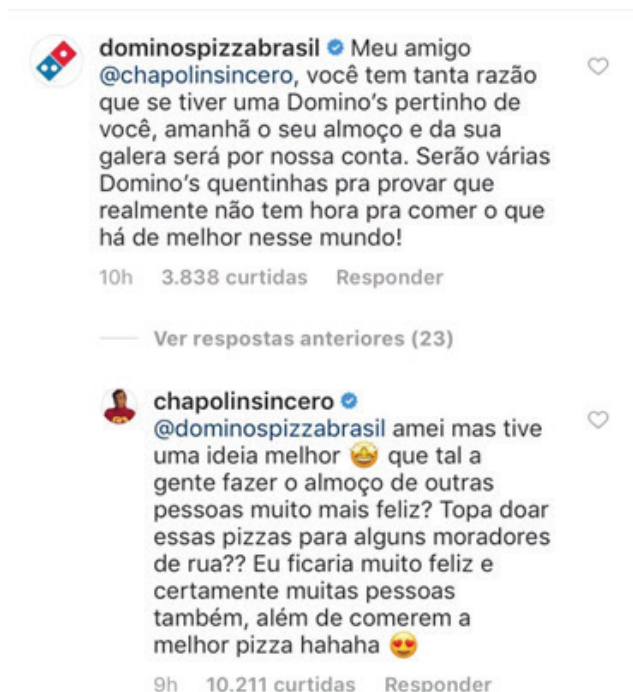 dominospizzabrasil Meu amigo
@chapolinsincero, você tem tanta razão
que se tiver uma Domino's pertinho de
você, amanhã o seu almoço e da sua
galera será por nossa conta. Serão várias
Domino's quentinhas pra provar que
realmente não tem hora pra comer o que
há de melhor nesse mundo!
10h 3.838 curtidas Responder
Ver respostas anteriores (23)
chapolinsincero
@dominospizzabrasil amei mas tive
uma ideia melhor 🤩 que tal a
gente fazer o almoço de outras
pessoas muito mais feliz? Topa doar
essas pizzas para alguns moradores
de rua?? Eu ficaria muito feliz e
certamente muitas pessoas
também, além de comerem a
melhor pizza hahaha 😍
9h 10.211 curtidas Responder